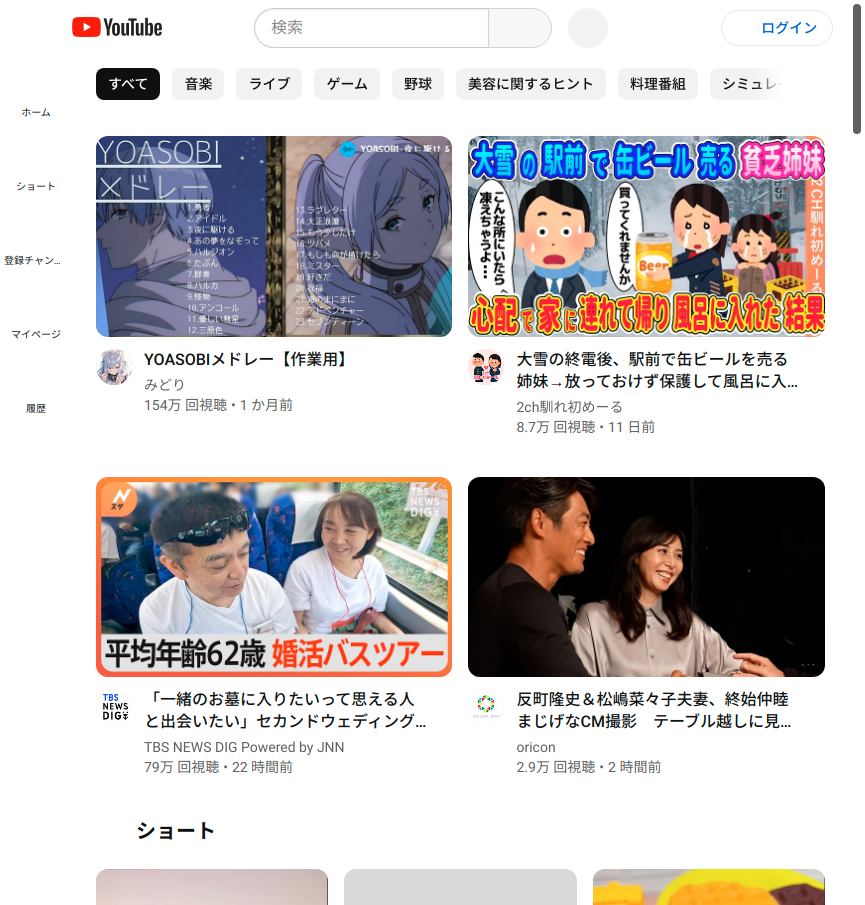 YouTube
検索
ログイン
すべて
音楽
ライブ
ゲーム
野球
美容に関するヒント
料理番組
シミュレ
ホーム
ショート
登録チャン...
マイページ
履歴
YOASOBI
メドレー
YOASOBI-夜に駆ける
1.勇者
2.アイドル
3.夜に駆ける
4.あの夢をなぞって
5.ハルジオン
6.たぶん
7.群青
8.ハルカ
9.怪物
10.アンコール
11.優しい彗星
12.三原色
13.ラブレター
14.大正浪漫
15.もう少しだけ
16.ツバメ
17.もしも命が描けたら
18.ミスター
19.好きだ
20.祝福
21.海のまにまに
22.アドベンチャー
23.セブンティーン
大雪の駅前で缶ビール売る貧乏姉妹
こんな所にいたら凍えちゃうよ…
買ってくれませんか
Beer
2CH馴れ初めーる
心配で家に連れて帰り風呂に入れた結果
YOASOBIメドレー【作業用】
みどり
154万 回視聴・1 か月前
大雪の終電後、駅前で缶ビールを売る
姉妹→放っておけず保護して風呂に入...
2ch馴れ初めーる
8.7万 回視聴・11 日前
N
スタ
TBS
NEWS
DIG
平均年齢62歳 婚活バスツアー
TBS
NEWS
DIG
「一緒のお墓に入りたいって思える人
と出会いたい」セカンドウェディング...
TBS NEWS DIG Powered by JNN
79万 回視聴・22 時間前
反町隆史＆松嶋菜々子夫妻、終始仲睦
まじげなCM撮影　テーブル越しに見...
oricon
2.9万 回視聴・2 時間前
ショート